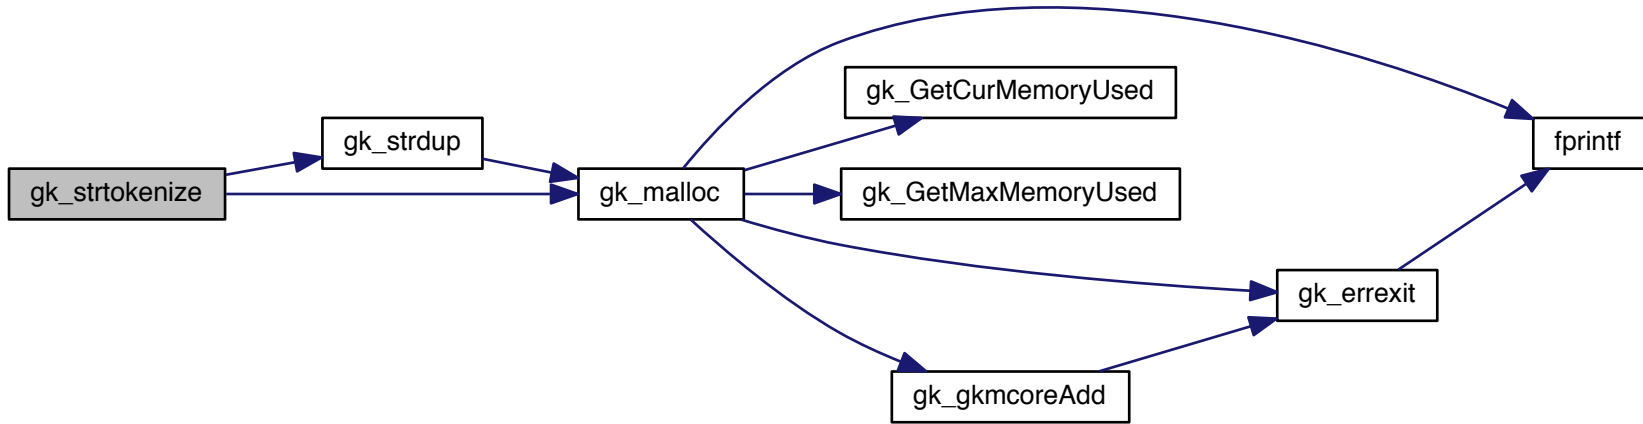 gk_strtokenize
gk_strdup
gk_malloc
gk_GetCurMemoryUsed
gk_GetMaxMemoryUsed
gk_gkmcoreAdd
gk_errexit
fprintf